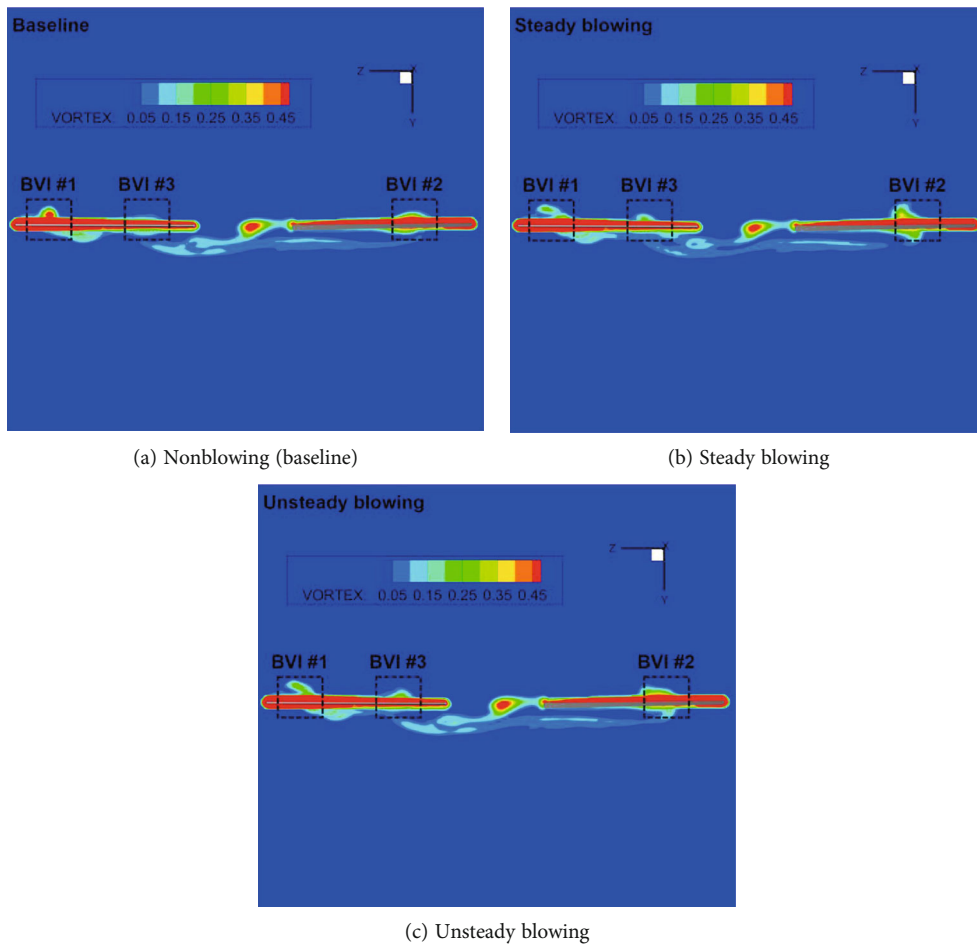 Baseline
Z X
Y
VORTEX: 0.05 0.15 0.25 0.35 0.45
BVI #1 BVI #3 BVI #2
(a) Nonblowing (baseline)
Steady blowing
Z X
Y
VORTEX: 0.05 0.15 0.25 0.35 0.45
BVI #1 BVI #3 BVI #2
(b) Steady blowing
Unsteady blowing
Z X
Y
VORTEX: 0.05 0.15 0.25 0.35 0.45
BVI #1 BVI #3 BVI #2
(c) Unsteady blowing